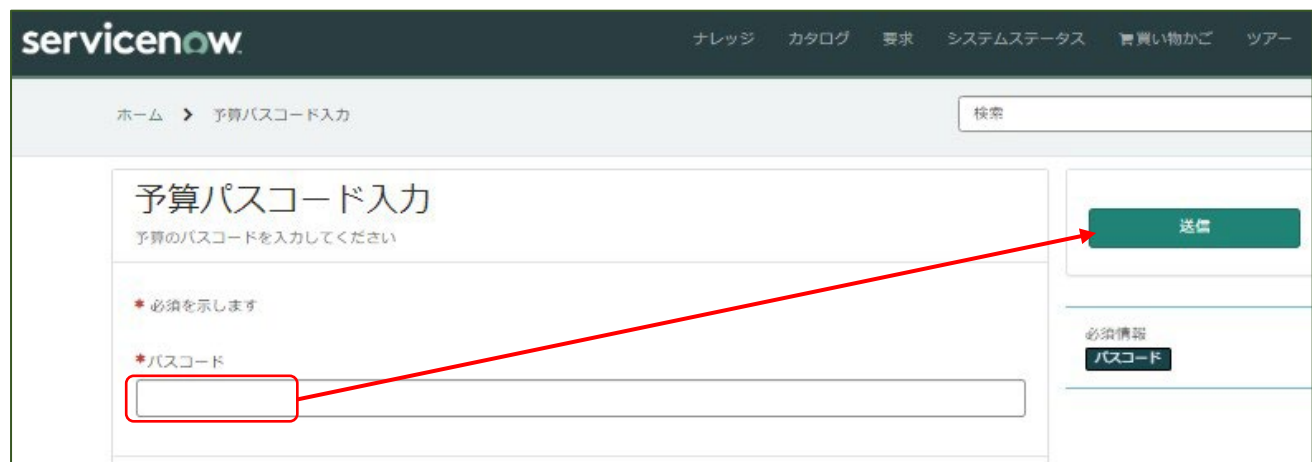 servicenow
ナレッジ カタログ 要求 システムステータス 買い物かご ツアー
ホーム 予算パスコード入力
検索
予算パスコード入力
予算のパスコードを入力してください
送信
* 必須を示します
*パスコード
必須情報
パスコード